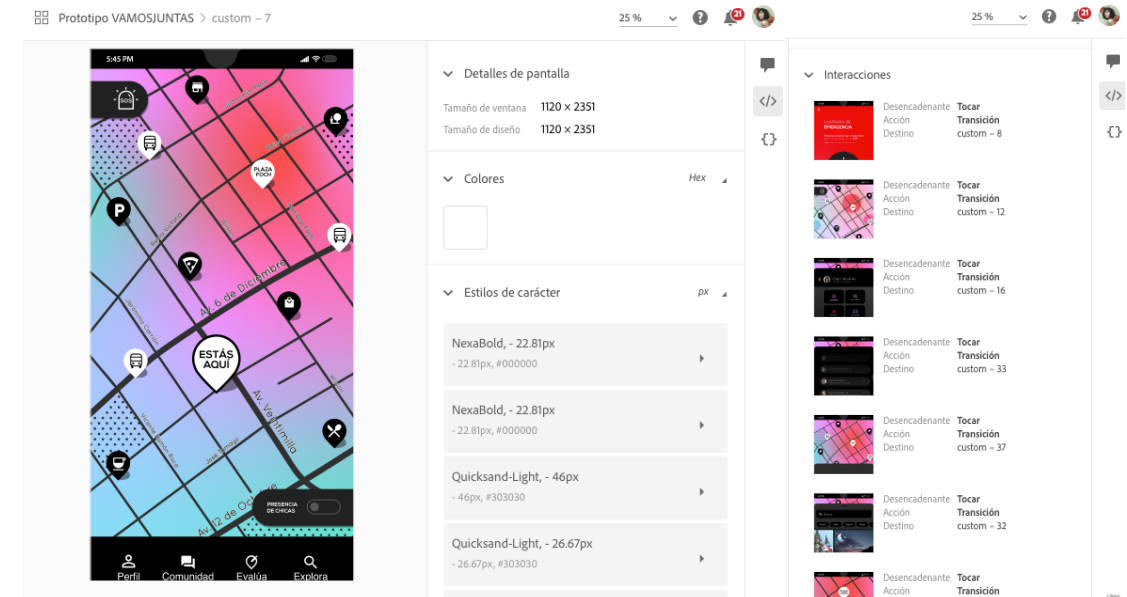 Prototipo VAMOSJUNTAS > custom – 7
25 %
21
25 %
21
5:45 PM
SOS
PLAZA
FOCH
Av. 6 de Diciembre
ESTÁS
AQUÍ
Av. Veintimilla
Av. 12 de Octubre
PRESENCIA
DE CHICAS
Perfil
Comunidad
Evalúa
Explora
Detalles de pantalla
Tamaño de ventana 1120 × 2351
Tamaño de diseño 1120 × 2351
Colores
Hex
Estilos de carácter
px
NexaBold, - 22.81px
- 22.81px, #000000
NexaBold, - 22.81px
- 22.81px, #000000
Quicksand-Light, - 46px
- 46px, #303030
Quicksand-Light, - 26.67px
- 26.67px, #303030
Interacciones
LLAMADA DE
EMERGENCIA
Desencadenante Tocar
Acción Transición
Destino custom – 8
Desencadenante Tocar
Acción Transición
Destino custom – 12
Desencadenante Tocar
Acción Transición
Destino custom – 16
Desencadenante Tocar
Acción Transición
Destino custom – 33
Desencadenante Tocar
Acción Transición
Destino custom – 37
Desencadenante Tocar
Acción Transición
Destino custom – 32
Desencadenante Tocar
Acción Transición